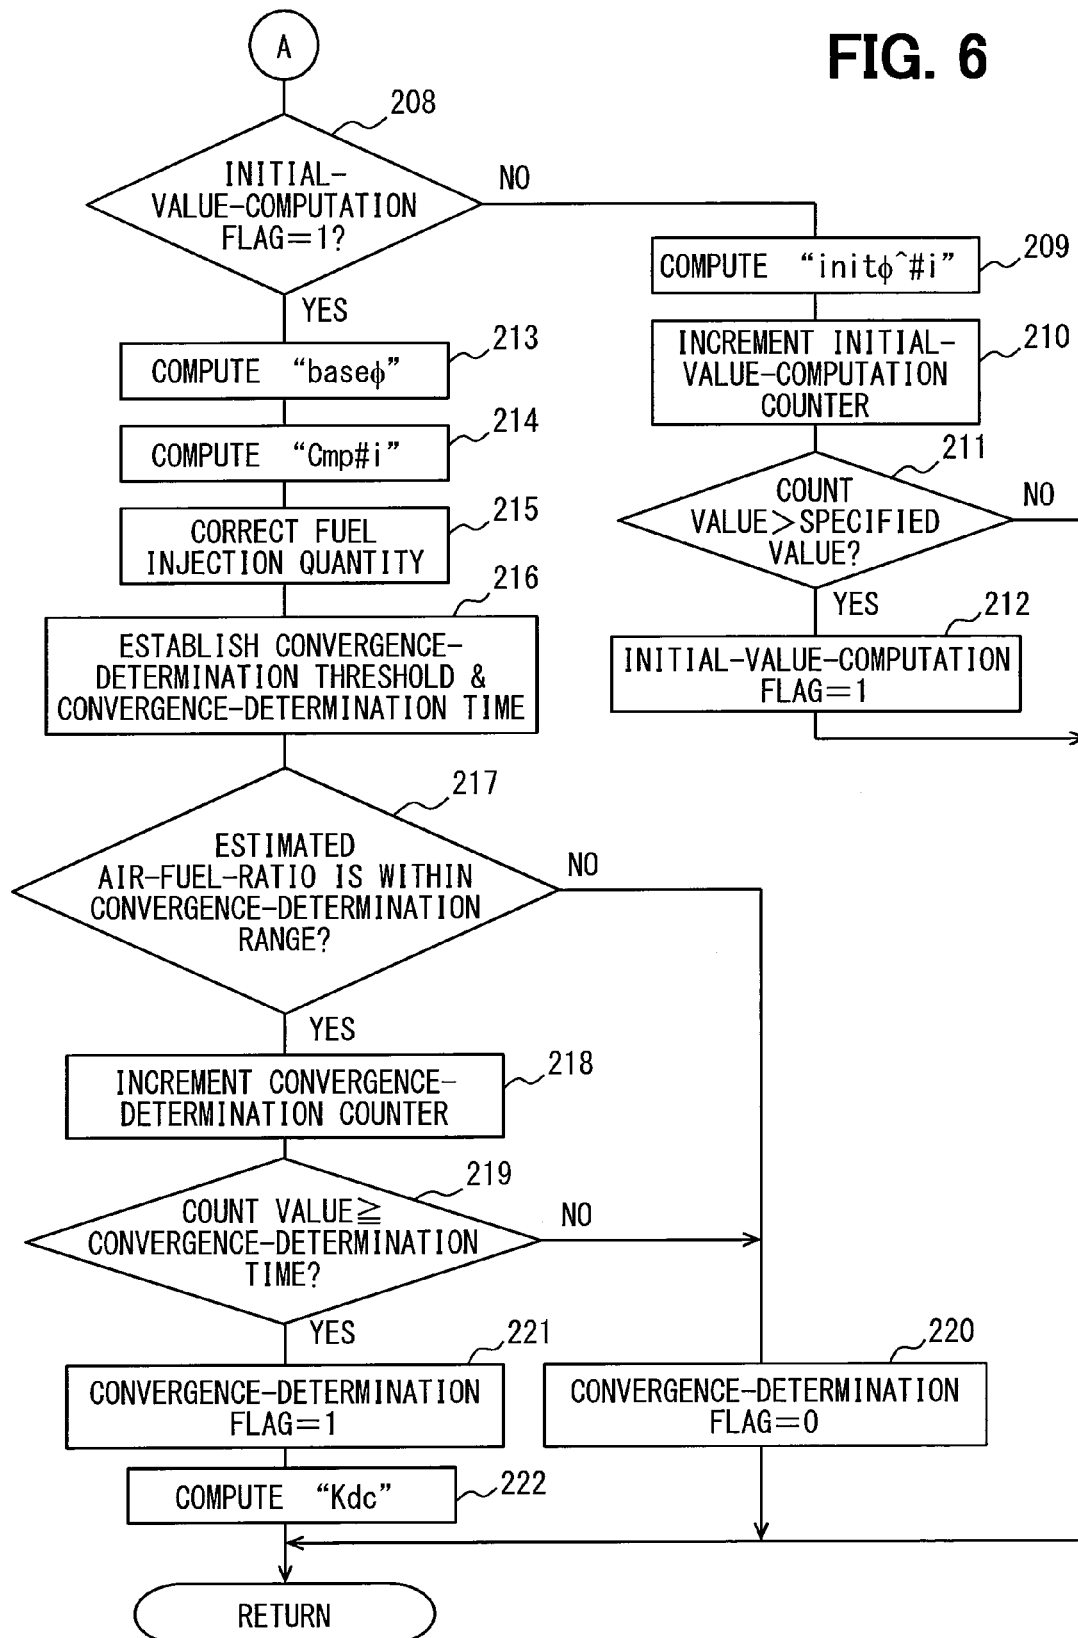 FIG. 6
A
208
INITIAL-
VALUE-COMPUTATION
FLAG=1?
NO
YES
COMPUTE “initϕ^#i”
209
INCREMENT INITIAL-
VALUE-COMPUTATION
COUNTER
210
211
COUNT
VALUE>SPECIFIED
VALUE?
NO
YES
212
INITIAL-VALUE-COMPUTATION
FLAG=1
COMPUTE “baseϕ”
213
COMPUTE “Cmp#i”
214
CORRECT FUEL
INJECTION QUANTITY
215
216
ESTABLISH CONVERGENCE-
DETERMINATION THRESHOLD &
CONVERGENCE-DETERMINATION TIME
217
ESTIMATED
AIR-FUEL-RATIO IS WITHIN
CONVERGENCE-DETERMINATION
RANGE?
NO
YES
INCREMENT CONVERGENCE-
DETERMINATION COUNTER
218
219
COUNT VALUE≧
CONVERGENCE-DETERMINATION
TIME?
NO
YES
221
CONVERGENCE-DETERMINATION
FLAG=1
220
CONVERGENCE-DETERMINATION
FLAG=0
COMPUTE “Kdc”
222
RETURN